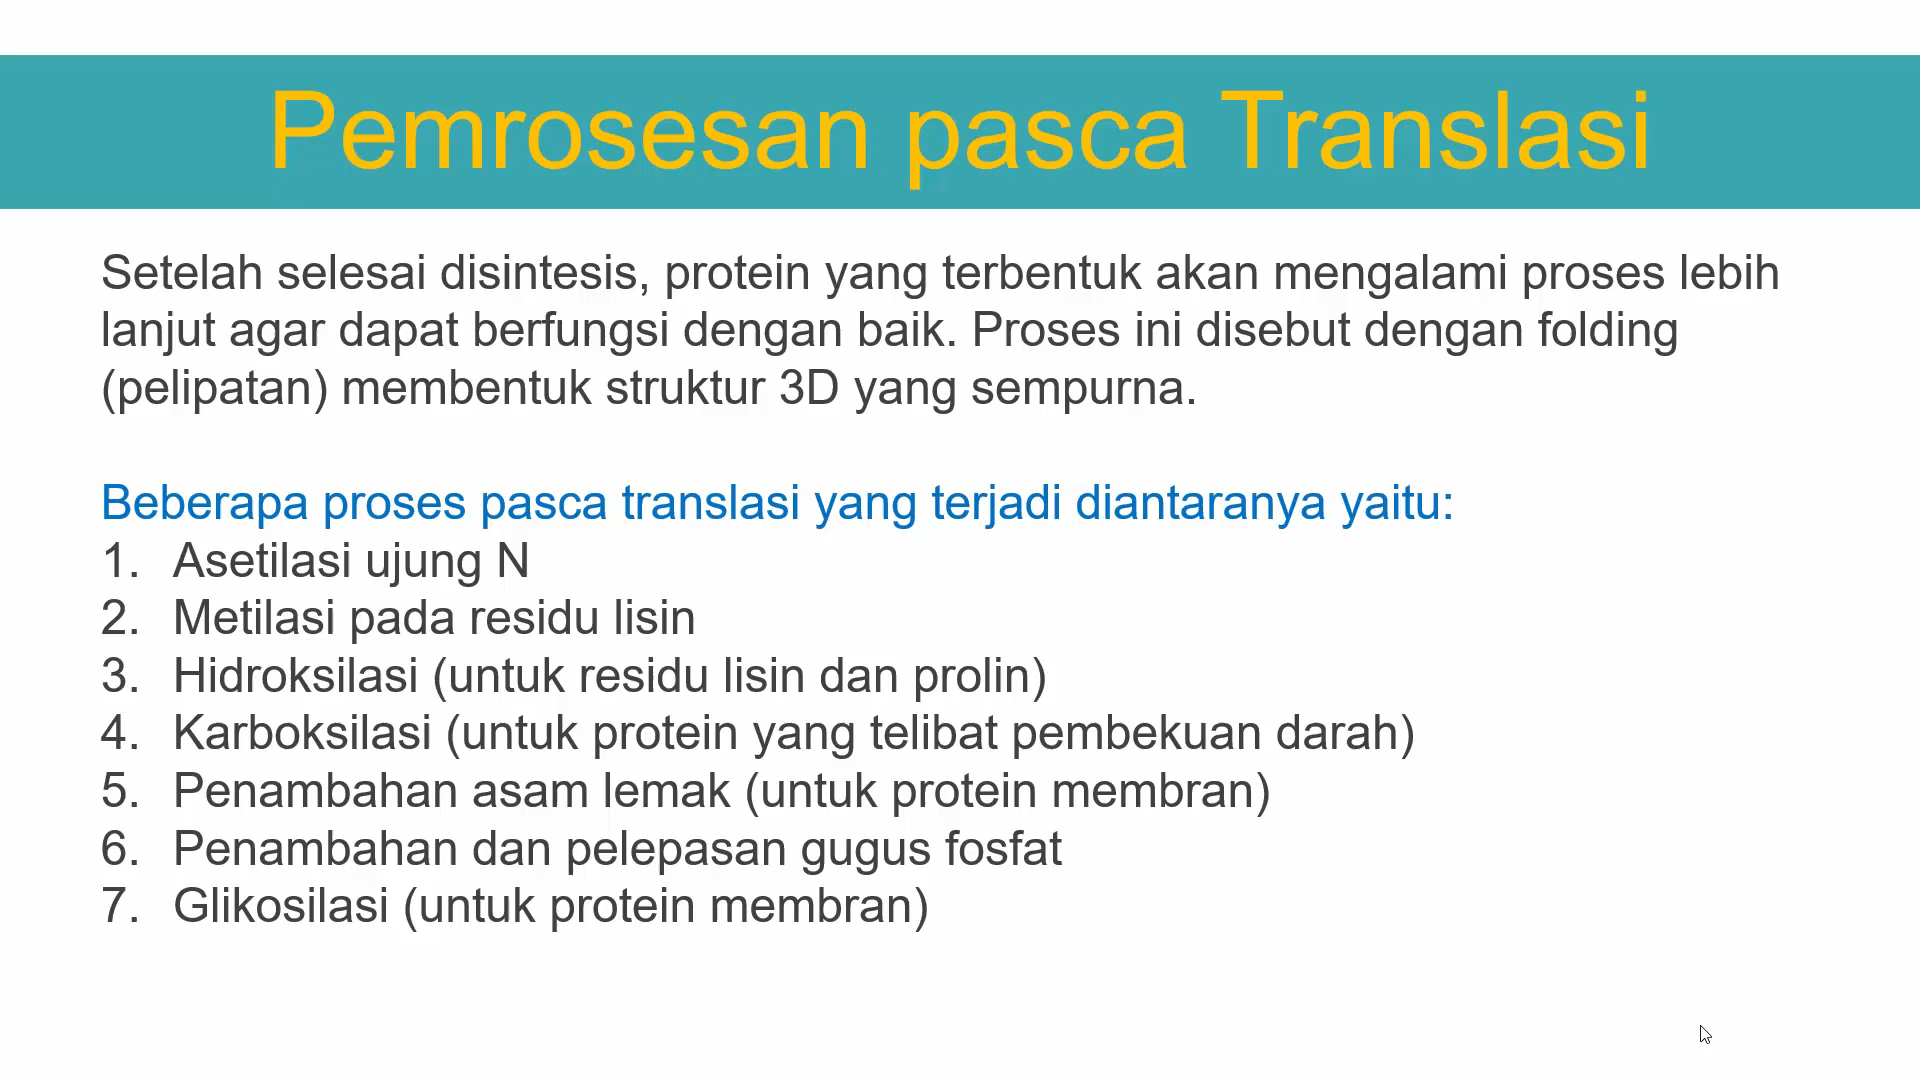 Pemrosesan pasca Translasi
Setelah selesai disintesis, protein yang terbentuk akan mengalami proses lebih
lanjut agar dapat berfungsi dengan baik. Proses ini disebut dengan folding
(pelipatan) membentuk struktur 3D yang sempurna.
Beberapa proses pasca translasi yang terjadi diantaranya yaitu:
1. Asetilasi ujung N
2. Metilasi pada residu lisin
3. Hidroksilasi (untuk residu lisin dan prolin)
4. Karboksilasi (untuk protein yang telibat pembekuan darah)
5. Penambahan asam lemak (untuk protein membran)
6. Penambahan dan pelepasan gugus fosfat
7. Glikosilasi (untuk protein membran)